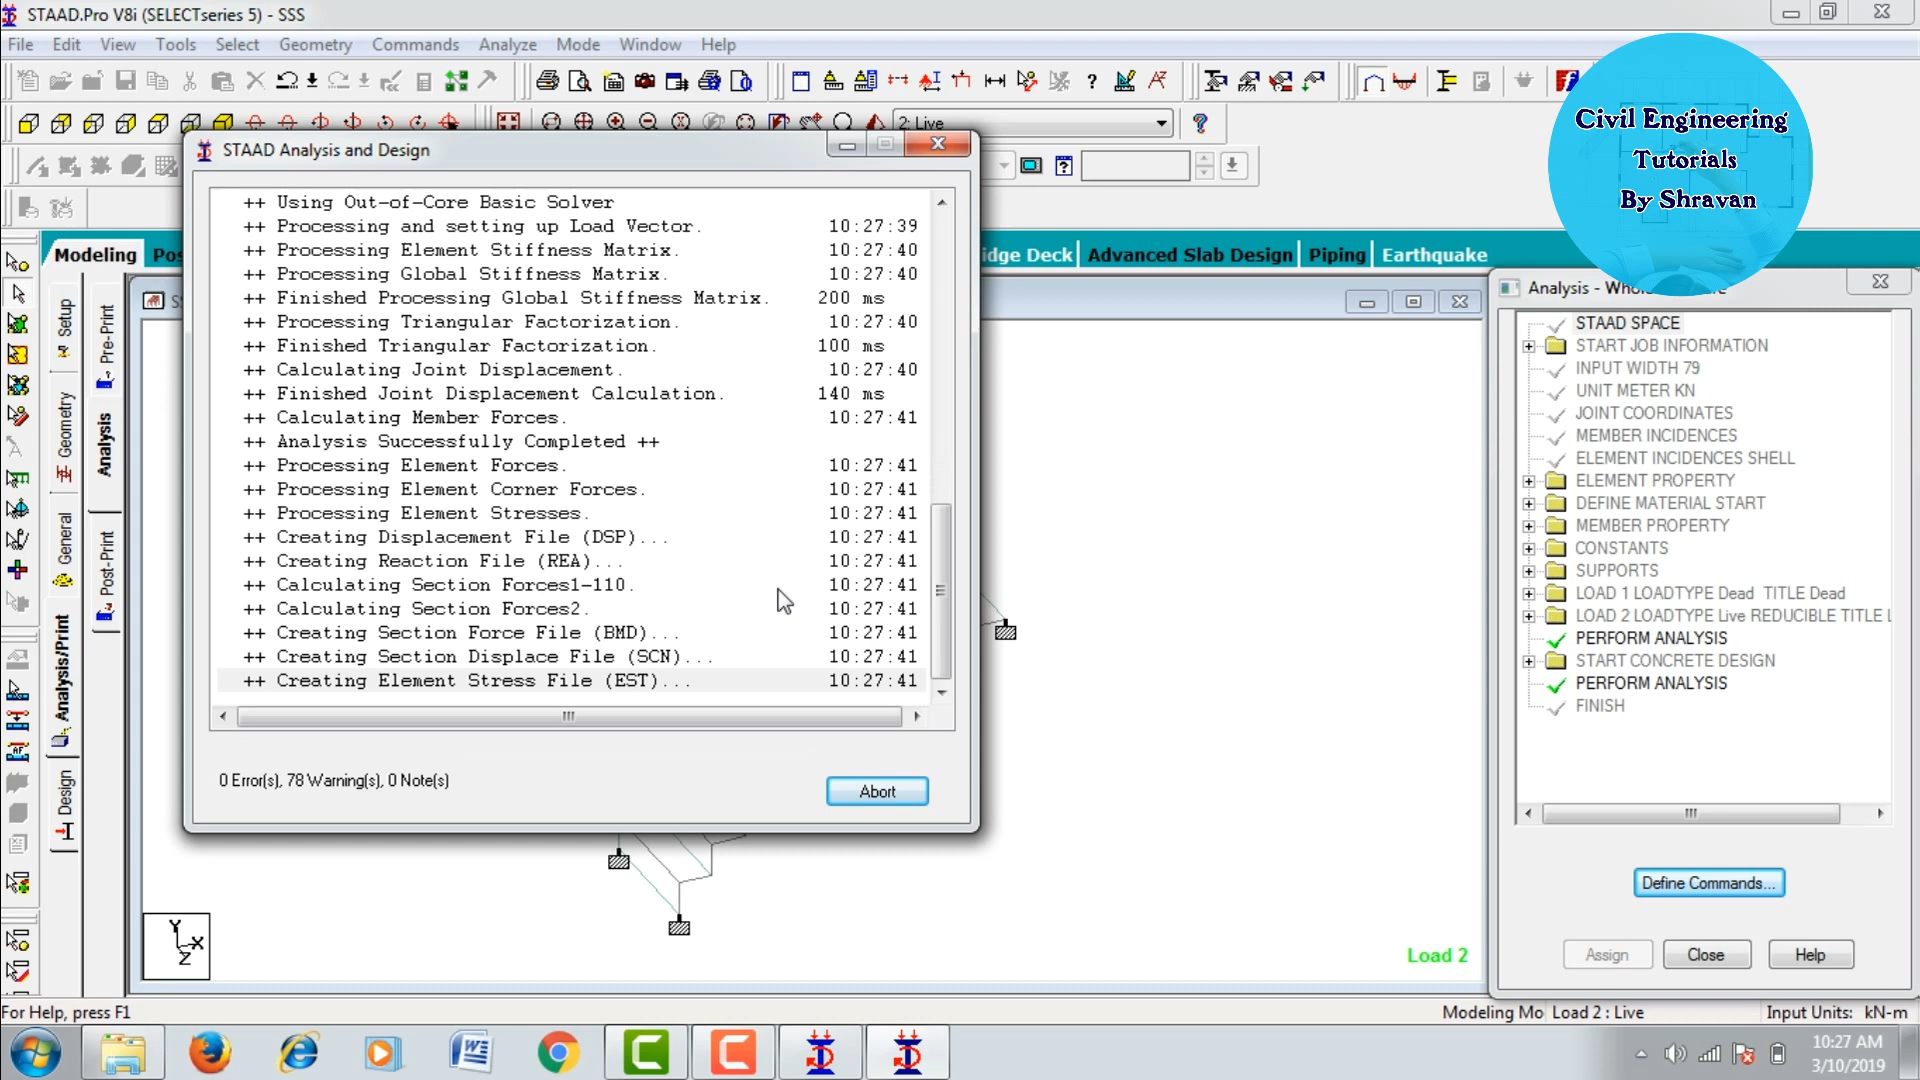 STAAD.Pro V8i (SELECTseries 5) - SSS
File Edit View Tools Select Geometry Commands Analyze Mode Window Help
2: Live
Civil Engineering
Tutorials
By Shravan
STAAD Analysis and Design
Modeling
idge Deck Advanced Slab Design Piping Earthquake
++ Using Out-of-Core Basic Solver
++ Processing and setting up Load Vector. 10:27:39
++ Processing Element Stiffness Matrix. 10:27:40
++ Processing Global Stiffness Matrix. 10:27:40
++ Finished Processing Global Stiffness Matrix. 200 ms
++ Processing Triangular Factorization. 10:27:40
++ Finished Triangular Factorization. 100 ms
++ Calculating Joint Displacement. 10:27:40
++ Finished Joint Displacement Calculation. 140 ms
++ Calculating Member Forces. 10:27:41
++ Analysis Successfully Completed ++
++ Processing Element Forces. 10:27:41
++ Processing Element Corner Forces. 10:27:41
++ Processing Element Stresses. 10:27:41
++ Creating Displacement File (DSP)... 10:27:41
++ Creating Reaction File (REA)... 10:27:41
++ Calculating Section Forces1-110. 10:27:41
++ Calculating Section Forces2. 10:27:41
++ Creating Section Force File (BMD)... 10:27:41
++ Creating Section Displace File (SCN)... 10:27:41
++ Creating Element Stress File (EST)... 10:27:41
0 Error(s), 78 Warning(s), 0 Note(s)
Abort
Setup
Geometry
General
Analysis/Print
Design
Pre-Print
Analysis
Post-Print
Analysis - Who
STAAD SPACE
START JOB INFORMATION
INPUT WIDTH 79
UNIT METER KN
JOINT COORDINATES
MEMBER INCIDENCES
ELEMENT INCIDENCES SHELL
ELEMENT PROPERTY
DEFINE MATERIAL START
MEMBER PROPERTY
CONSTANTS
SUPPORTS
LOAD 1 LOADTYPE Dead TITLE Dead
LOAD 2 LOADTYPE Live REDUCIBLE TITLE L
PERFORM ANALYSIS
START CONCRETE DESIGN
PERFORM ANALYSIS
FINISH
Define Commands...
Assign Close Help
Y
X
Z
Load 2
For Help, press F1
Modeling Mo Load 2 : Live Input Units: kN-m
10:27 AM
3/10/2019